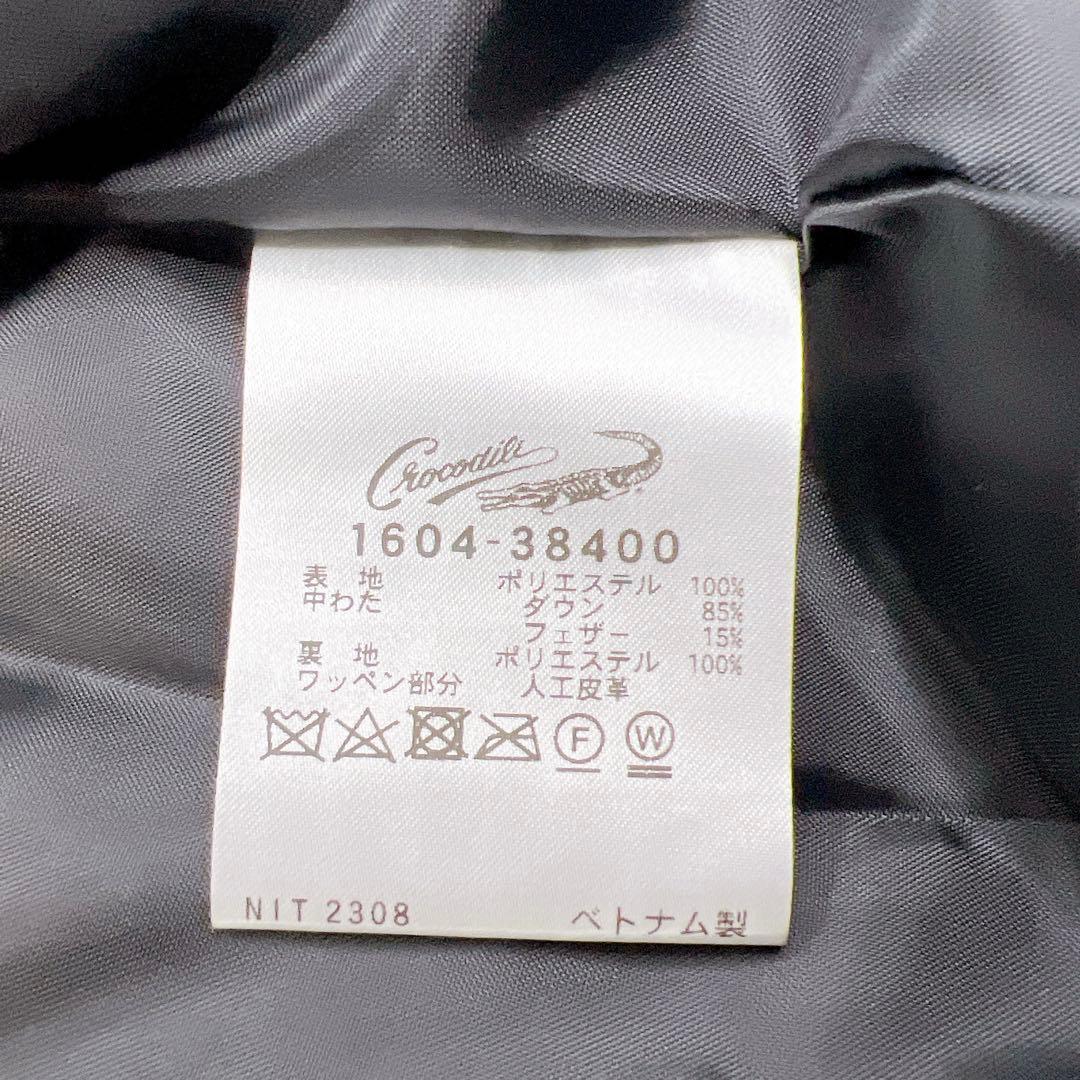 Crocodile
1604-38400
表 地 ポリエステル 100%
中わた ダウン 85%
フェザー 15%
裏 地 ポリエステル 100%
ワッペン部分 人工皮革
F W
NIT 2308 ベトナム製